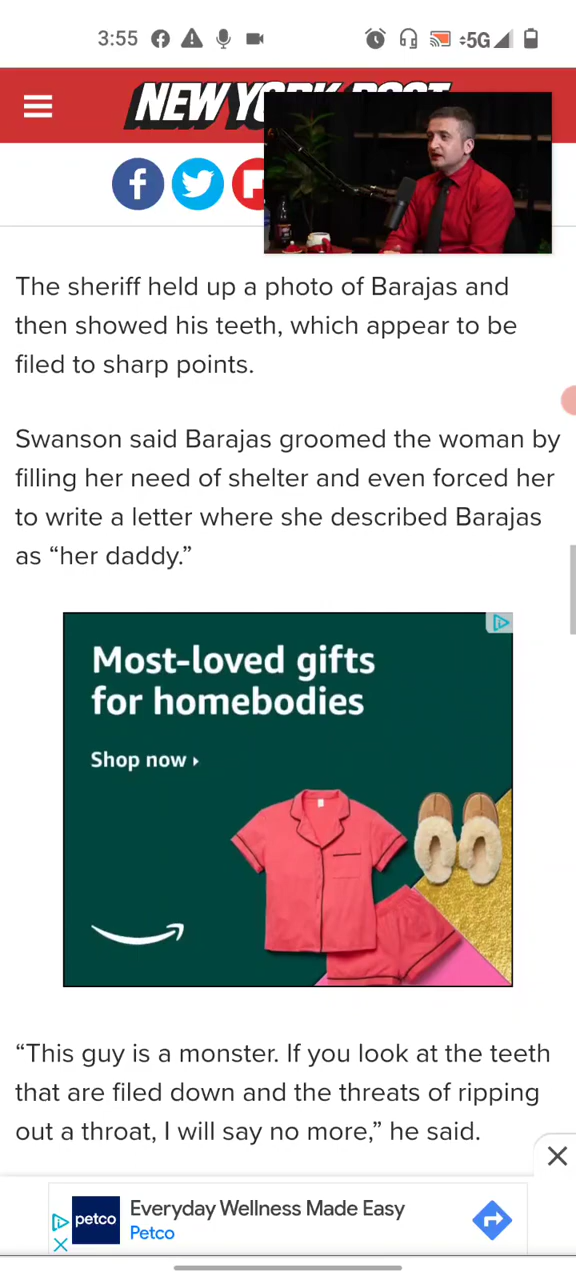 3:55
5G
NEW YORK POST
The sheriff held up a photo of Barajas and
then showed his teeth, which appear to be
filed to sharp points.
Swanson said Barajas groomed the woman by
filling her need of shelter and even forced her
to write a letter where she described Barajas
as “her daddy.”
Most-loved gifts
for homebodies
Shop now
“This guy is a monster. If you look at the teeth
that are filed down and the threats of ripping
out a throat, I will say no more,” he said.
petco
Everyday Wellness Made Easy
Petco